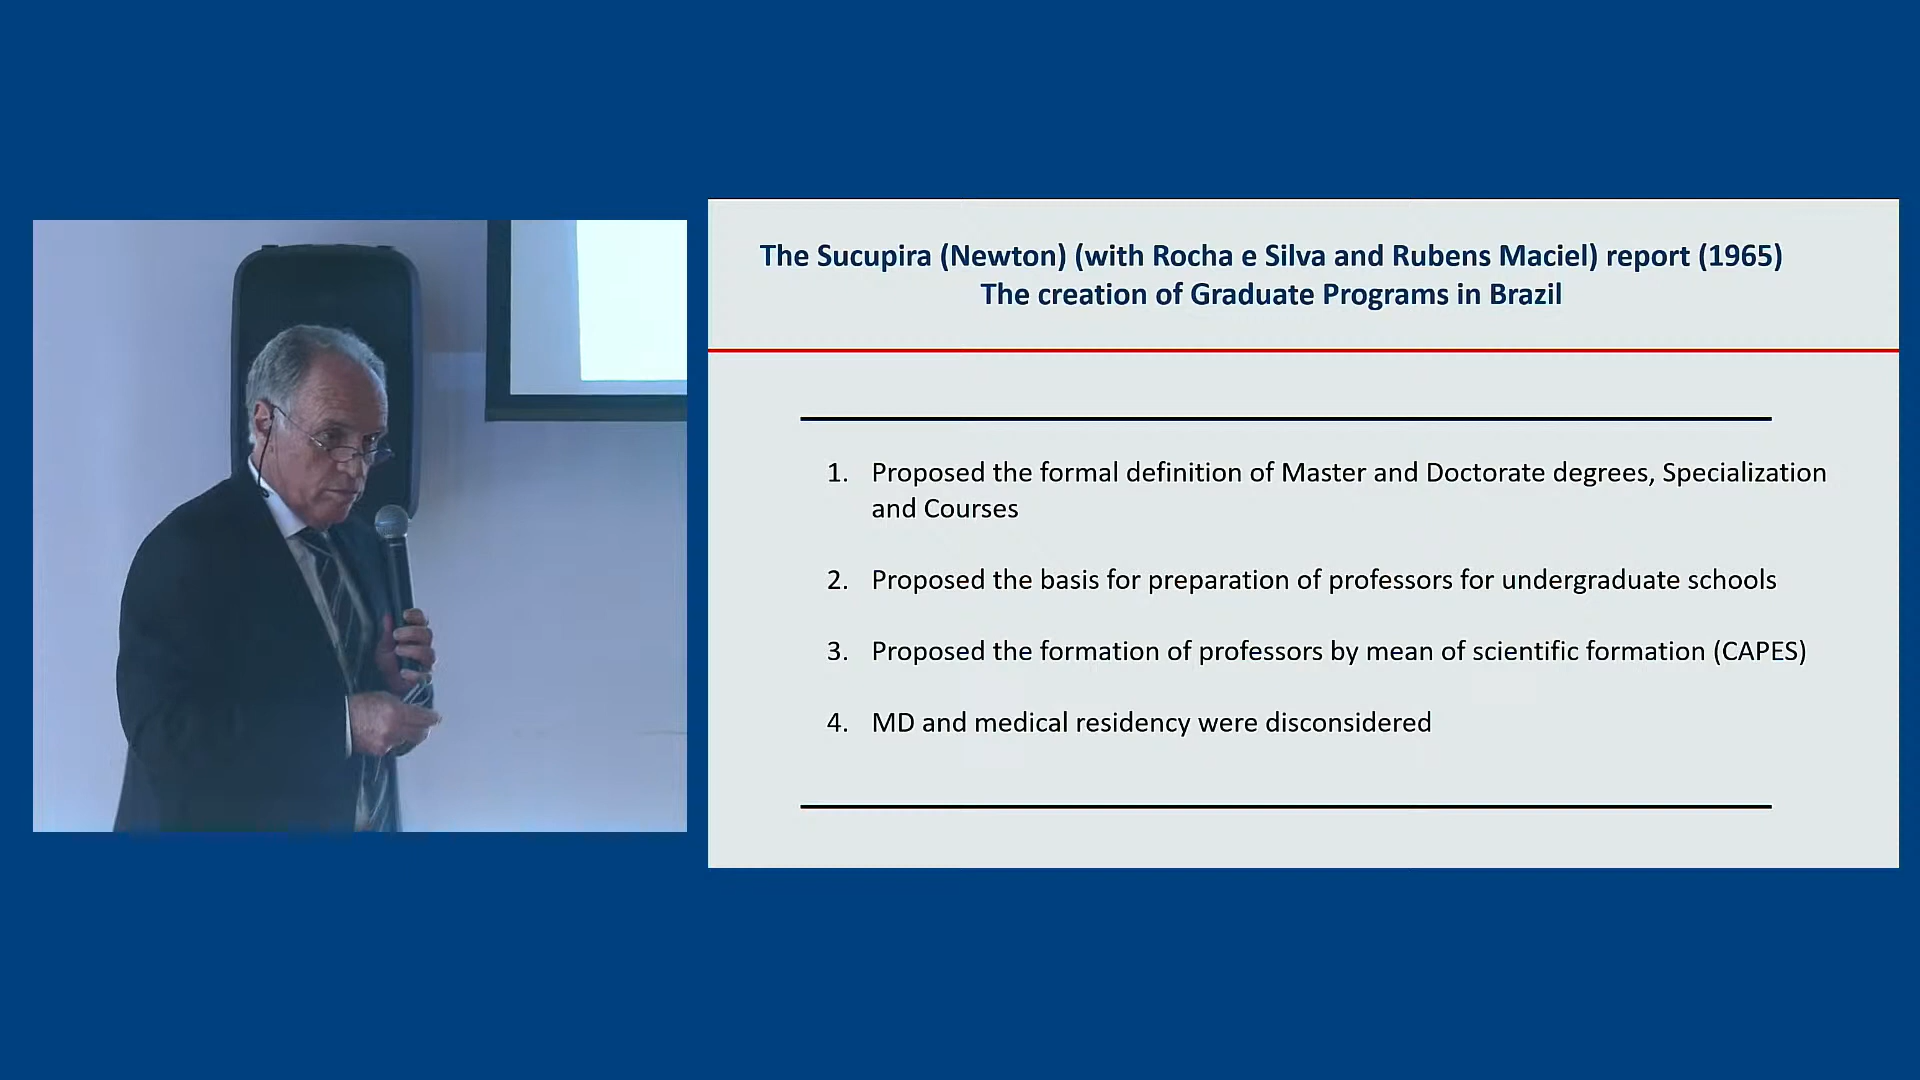 The Sucupira (Newton) (with Rocha e Silva and Rubens Maciel) report (1965)
The creation of Graduate Programs in Brazil
1. Proposed the formal definition of Master and Doctorate degrees, Specialization
and Courses
2. Proposed the basis for preparation of professors for undergraduate schools
3. Proposed the formation of professors by mean of scientific formation (CAPES)
4. MD and medical residency were disconsidered